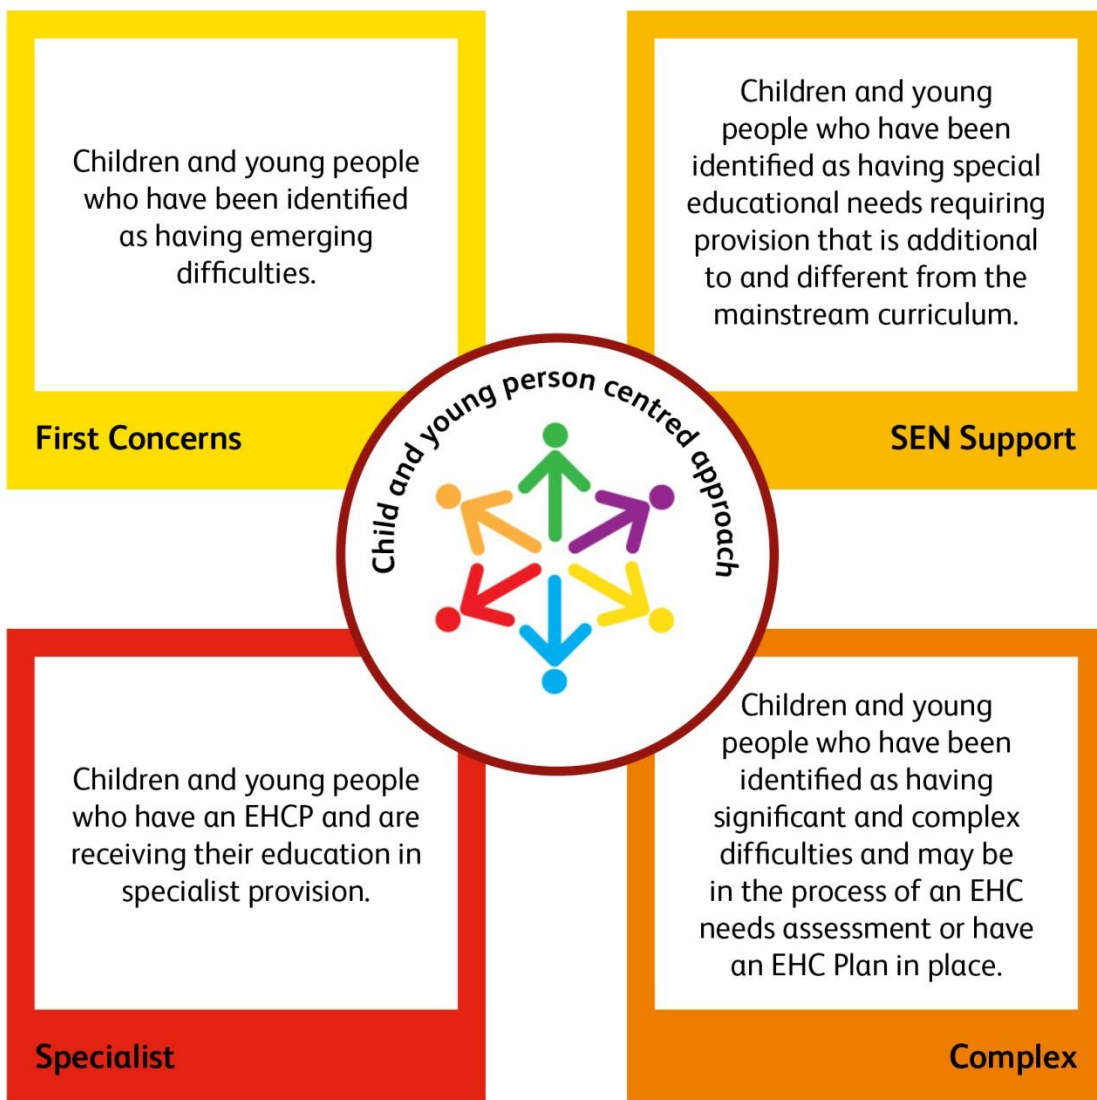 Children and young people
who have been identified
as having emerging
difficulties.
First Concerns
Children and young
people who have been
identified as having special
educational needs requiring
provision that is additional
to and different from the
mainstream curriculum.
SEN Support
Child and young person centred approach
Children and young people
who have an EHCP and are
receiving their education in
specialist provision.
Specialist
Children and young
people who have been
identified as having
significant and complex
difficulties and may be
in the process of an EHC
needs assessment or have
an EHC Plan in place.
Complex